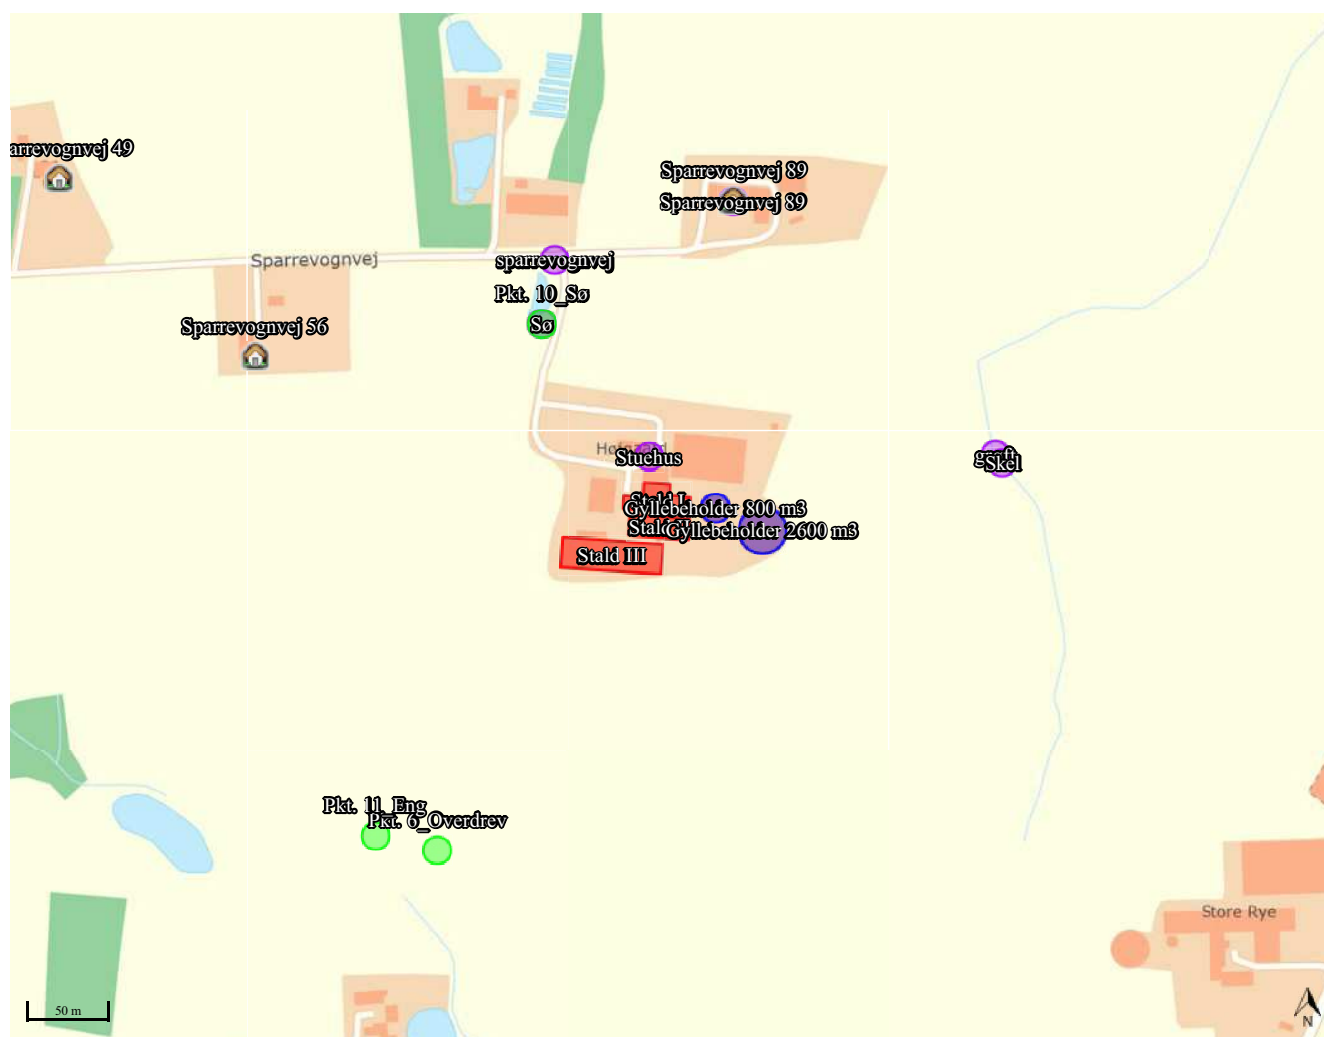 arrevognvej 49
Sparrevognvej 89
Sparrevognvej 89
Sparrevognvej
sparrevognvej
Pkt. 10_Sø
Sø
Sparrevognvej 56
Stuehus
Skel
Stald I
Gyllebeholder 800 m3
Gyllebeholder 2600 m3
Stald III
Pkt. 11_Eng
Pkt. 6_Overdrev
Store Rye
50 m
N